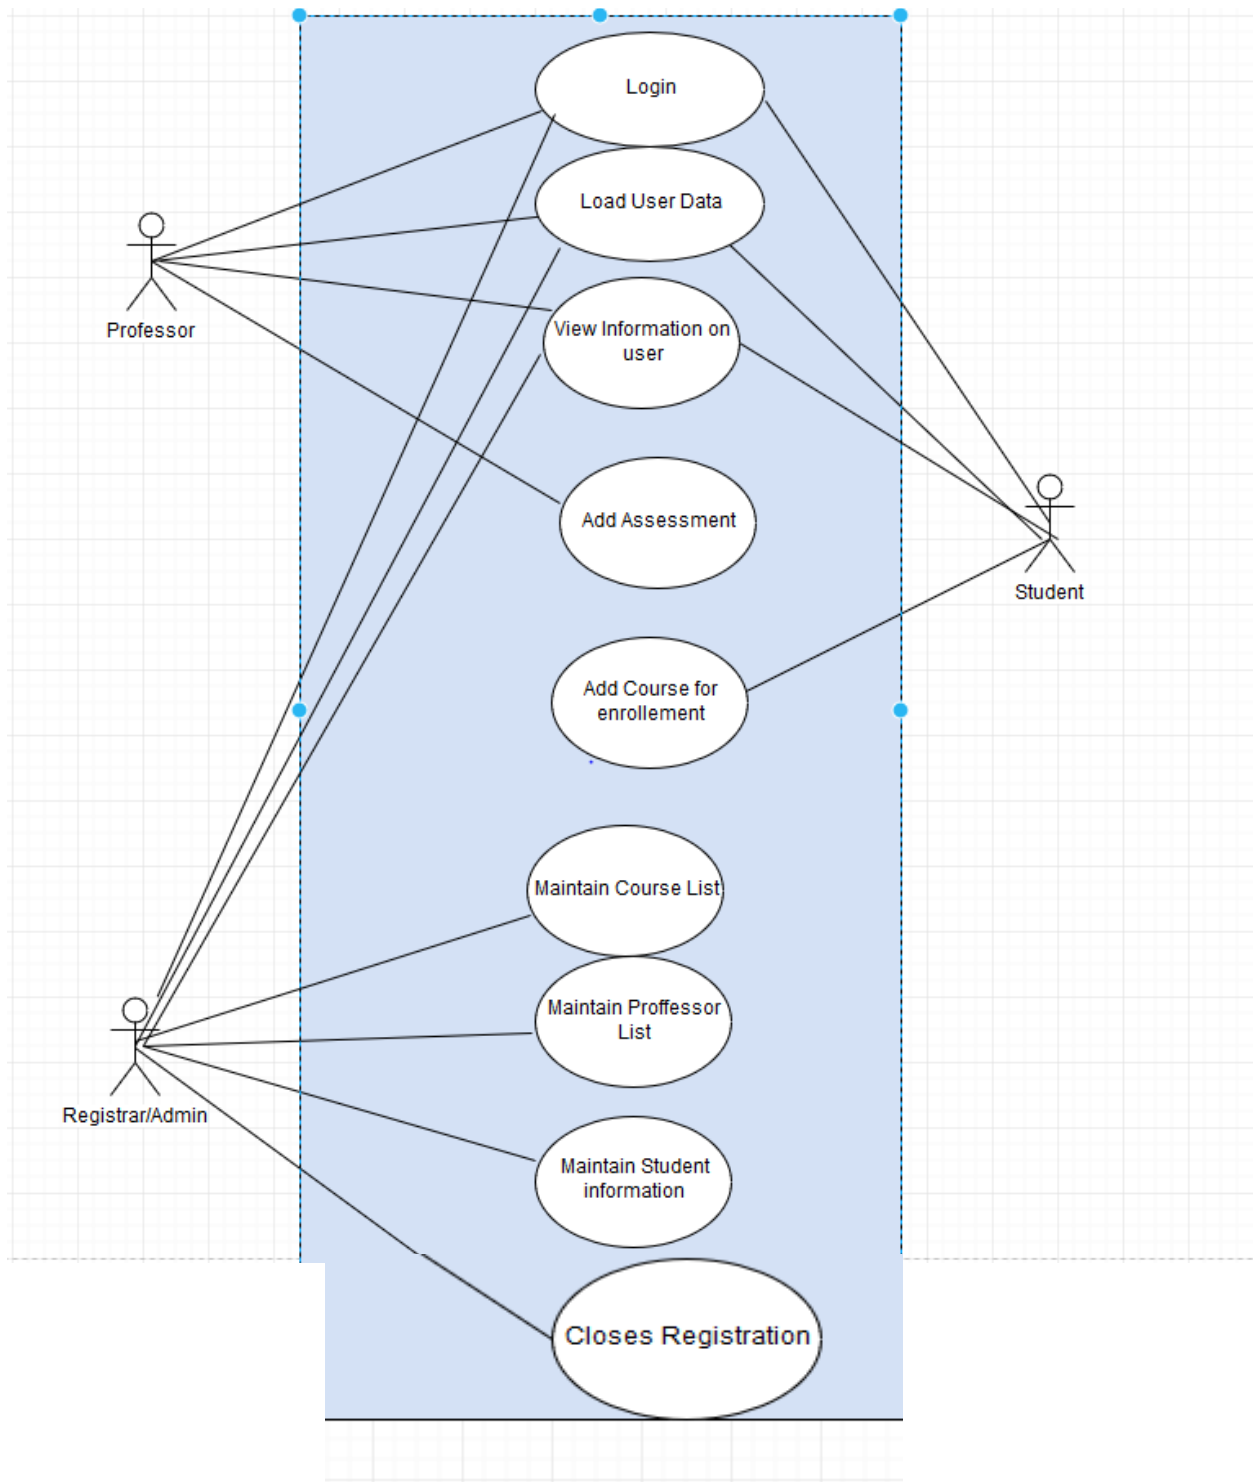 Login
Load User Data
Professor
View Information on
user
Add Assessment
Student
Add Course for
enrollement
Maintain Course List
Maintain Proffessor
List
Registrar/Admin
Maintain Student
information
Closes Registration